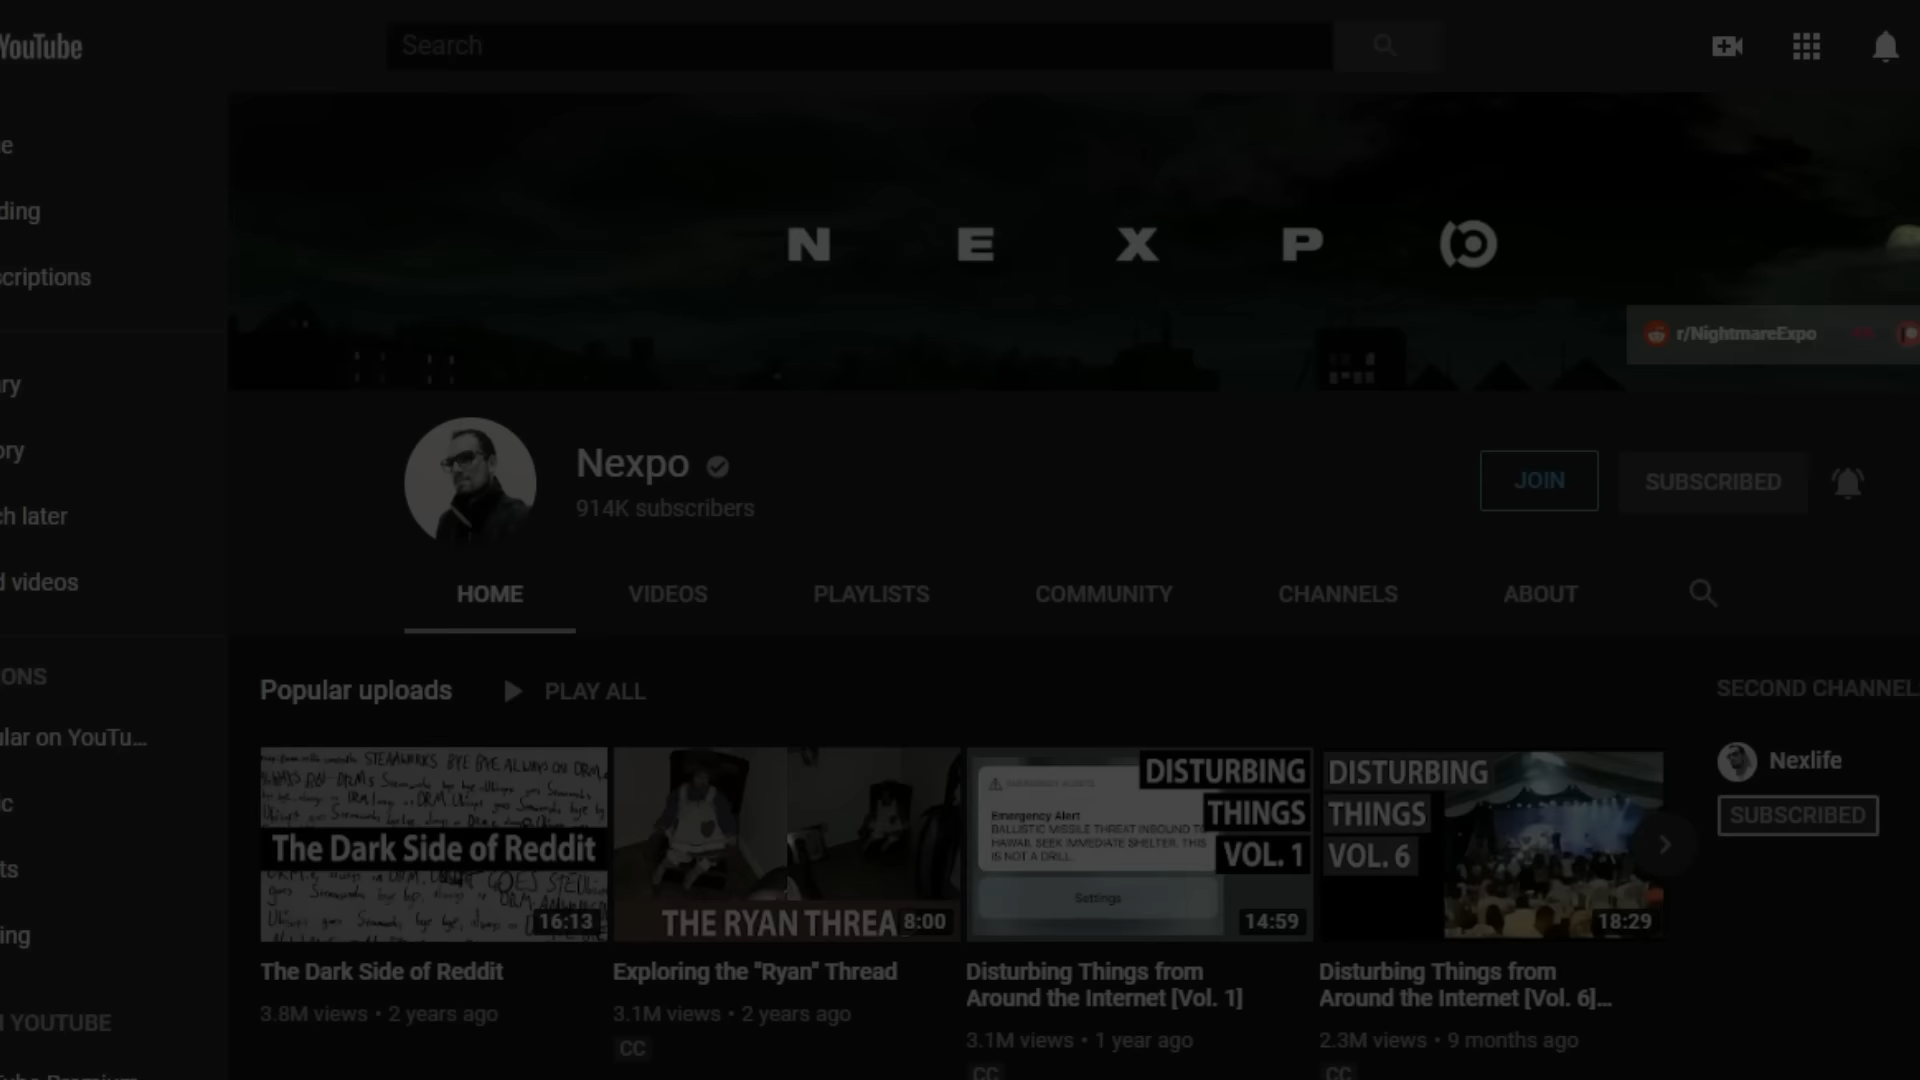 YouTube
Search
e
ding
scriptions
ry
ory
ch later
d videos
ONS
ular on YouTu...
ic
ts
ing
YOUTUBE
N E X P O
r/NightmareExpo
Nexpo
914K subscribers
JOIN
SUBSCRIBED
HOME
VIDEOS
PLAYLISTS
COMMUNITY
CHANNELS
ABOUT
Popular uploads
PLAY ALL
The Dark Side of Reddit
16:13
The Dark Side of Reddit
3.8M views • 2 years ago
THE RYAN THREA
8:00
Exploring the "Ryan" Thread
3.1M views • 2 years ago
CC
Emergency Alert
BALLISTIC MISSILE THREAT INBOUND TO
HAWAII. SEEK IMMEDIATE SHELTER. THIS
IS NOT A DRILL.
Settings
DISTURBING
THINGS
VOL. 1
14:59
Disturbing Things from
Around the Internet [Vol. 1]
3.1M views • 1 year ago
CC
DISTURBING
THINGS
VOL. 6
18:29
Disturbing Things from
Around the Internet [Vol. 6]...
2.3M views • 9 months ago
CC
SECOND CHANNEL
Nexlife
SUBSCRIBED